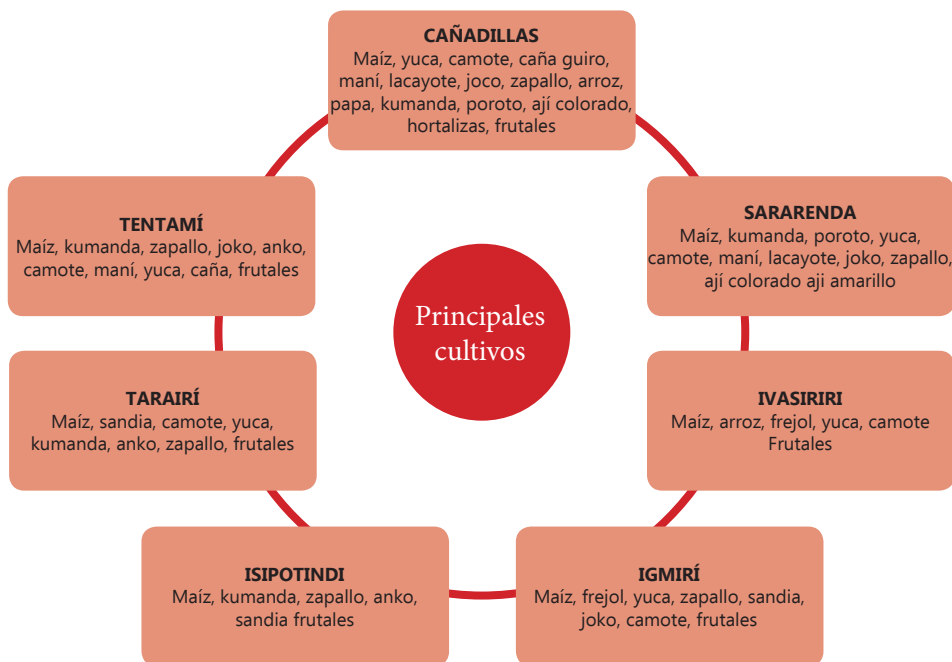 CAÑADILLAS
Maíz, yuca, camote, caña guiro,
maní, lacayote, joco, zapallo, arroz,
papa, kumanda, poroto, ají colorado,
hortalizas, frutales
SARARENDA
Maíz, kumanda, poroto, yuca,
camote, maní, lacayote, joko, zapallo,
ají colorado aji amarillo
IVASIRIRI
Maíz, arroz, frejol, yuca, camote
Frutales
IGMIRÍ
Maíz, frejol, yuca, zapallo, sandia,
joko, camote, frutales
ISIPOTINDI
Maíz, kumanda, zapallo, anko,
sandia frutales
TARAIRÍ
Maíz, sandia, camote, yuca,
kumanda, anko, zapallo, frutales
TENTAMÍ
Maíz, kumanda, zapallo, joko, anko,
camote, maní, yuca, caña, frutales
Principales
cultivos